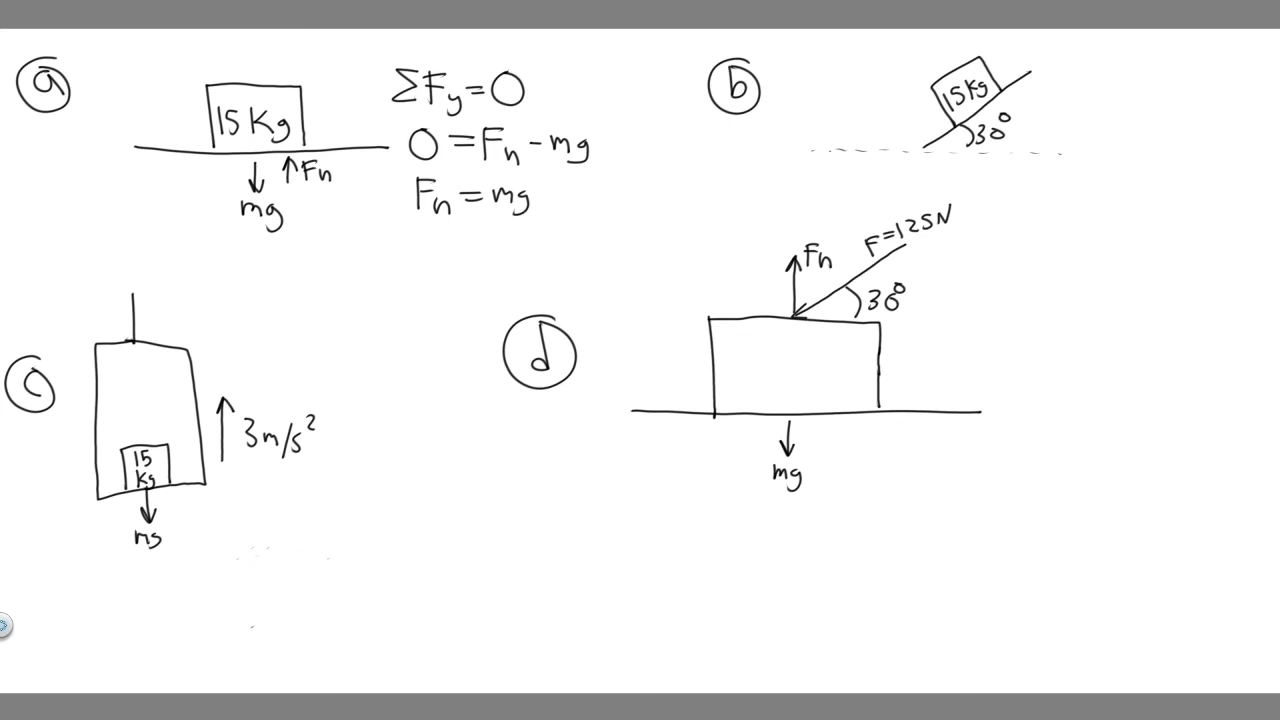 a
15 Kg
mg
Fn
ΣFy=0
0=Fn-mg
Fn=mg
b
15kg
30°
c
15
kg
mg
3m/s²
d
Fn
F=125N
30°
mg